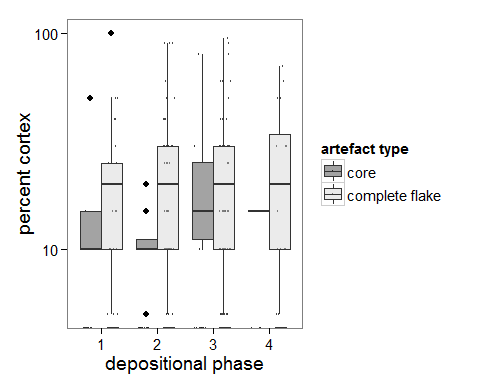 100
10
percent cortex
1 2 3 4
depositional phase
artefact type
core
complete flake